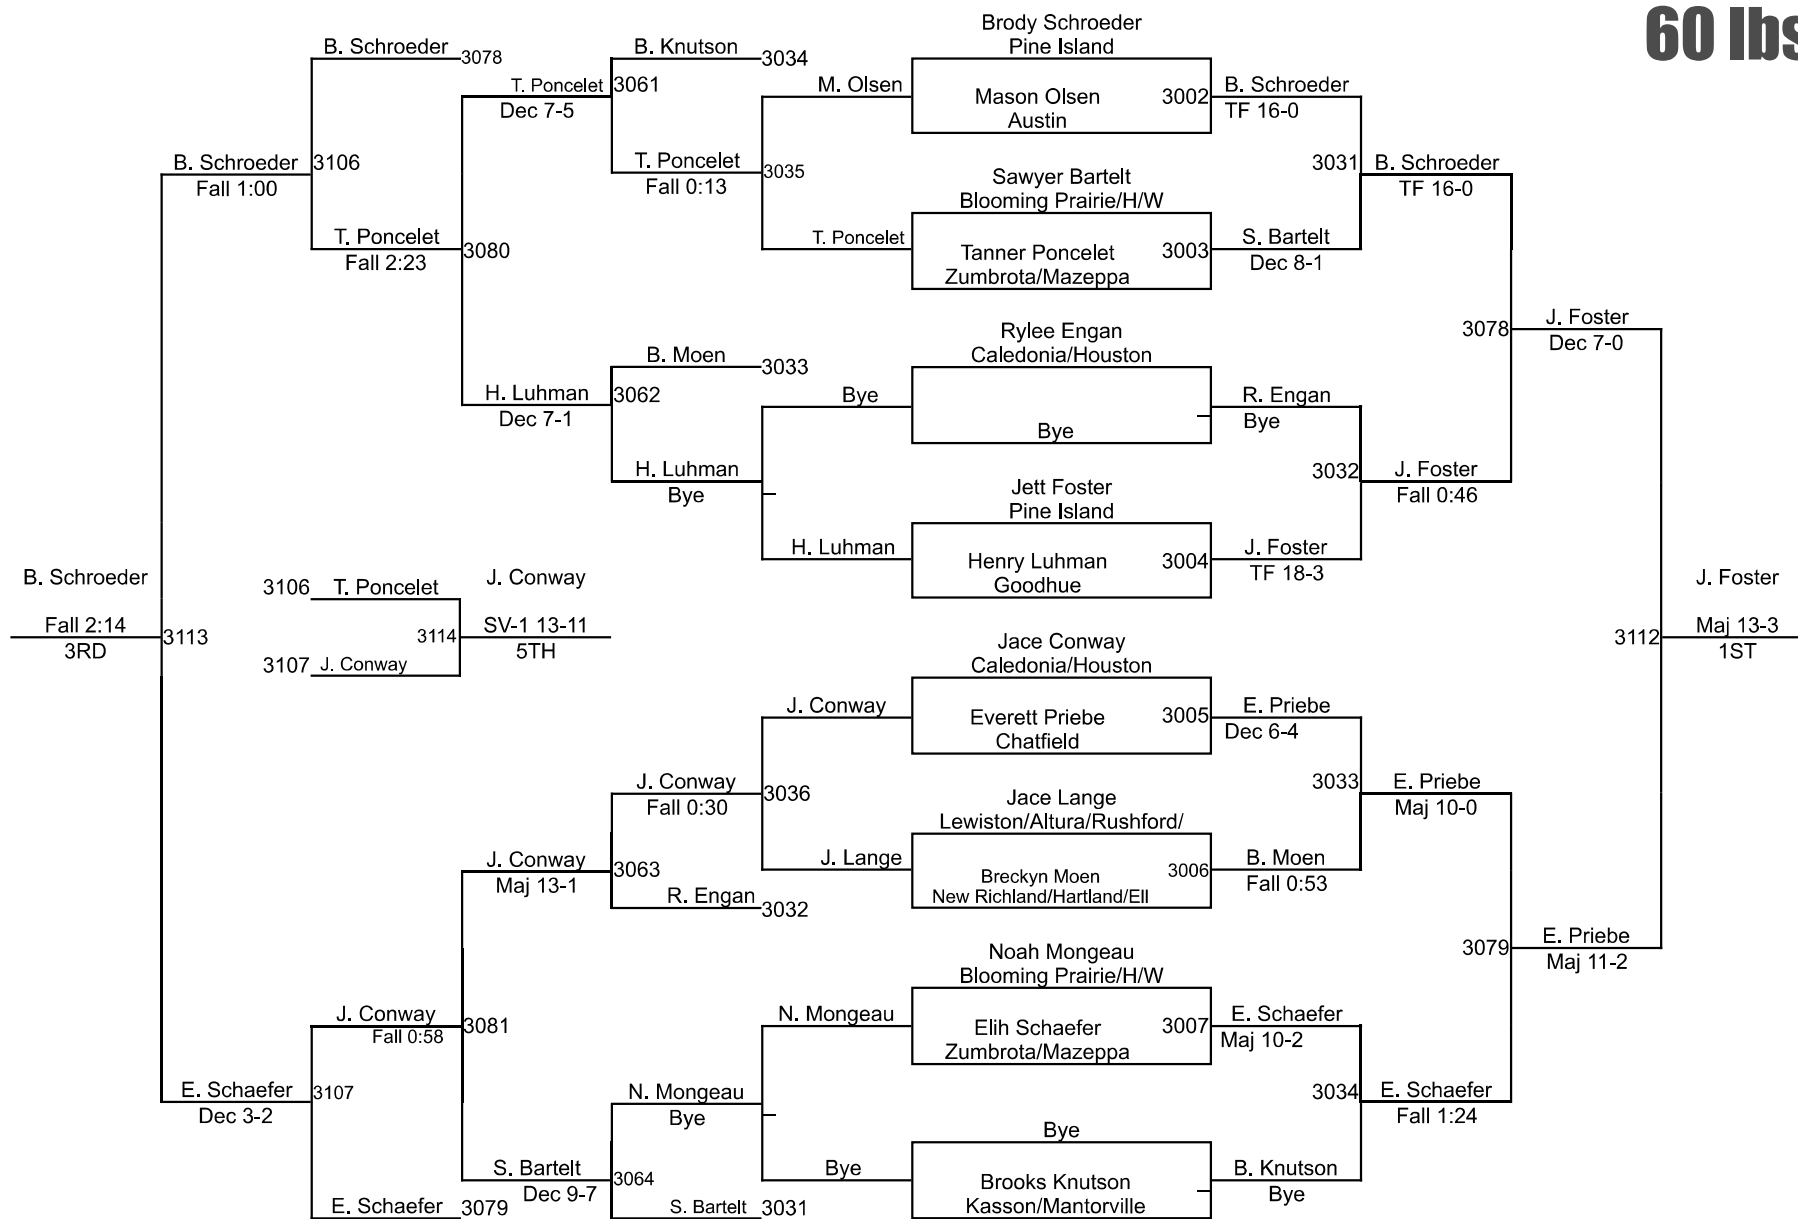 60 lbs
Brody Schroeder
Pine Island
B. Schroeder
3078
B. Knutson
3034
T. Poncelet
3061
Dec 7-5
M. Olsen
Mason Olsen
Austin
3002
B. Schroeder
TF 16-0
B. Schroeder
Fall 1:00
3106
T. Poncelet
Fall 0:13
3035
Sawyer Bartelt
Blooming Prairie/H/W
3031
B. Schroeder
TF 16-0
T. Poncelet
Fall 2:23
3080
T. Poncelet
Tanner Poncelet
Zumbrota/Mazeppa
3003
S. Bartelt
Dec 8-1
Rylee Engan
Caledonia/Houston
3078
J. Foster
Dec 7-0
B. Moen
3033
H. Luhman
Dec 7-1
3062
Bye
Bye
R. Engan
Bye
H. Luhman
Bye
Jett Foster
Pine Island
3032
J. Foster
Fall 0:46
H. Luhman
Henry Luhman
Goodhue
3004
J. Foster
TF 18-3
B. Schroeder
Fall 2:14
3RD
3113
3106
T. Poncelet
3107
J. Conway
3114
J. Conway
SV-1 13-11
5TH
3112
J. Foster
Maj 13-3
1ST
Jace Conway
Caledonia/Houston
J. Conway
Everett Priebe
Chatfield
3005
E. Priebe
Dec 6-4
J. Conway
Fall 0:30
3036
Jace Lange
Lewiston/Altura/Rushford/
3033
E. Priebe
Maj 10-0
J. Conway
Maj 13-1
3063
J. Lange
Breckyn Moen
New Richland/Hartland/Ell
3006
B. Moen
Fall 0:53
R. Engan
3032
Noah Mongeau
Blooming Prairie/H/W
3079
E. Priebe
Maj 11-2
J. Conway
Fall 0:58
3081
N. Mongeau
Elih Schaefer
Zumbrota/Mazeppa
3007
E. Schaefer
Maj 10-2
E. Schaefer
Dec 3-2
3107
N. Mongeau
Bye
3034
E. Schaefer
Fall 1:24
Bye
S. Bartelt
Dec 9-7
3064
Bye
Brooks Knutson
Kasson/Mantorville
B. Knutson
Bye
E. Schaefer
3079
S. Bartelt
3031